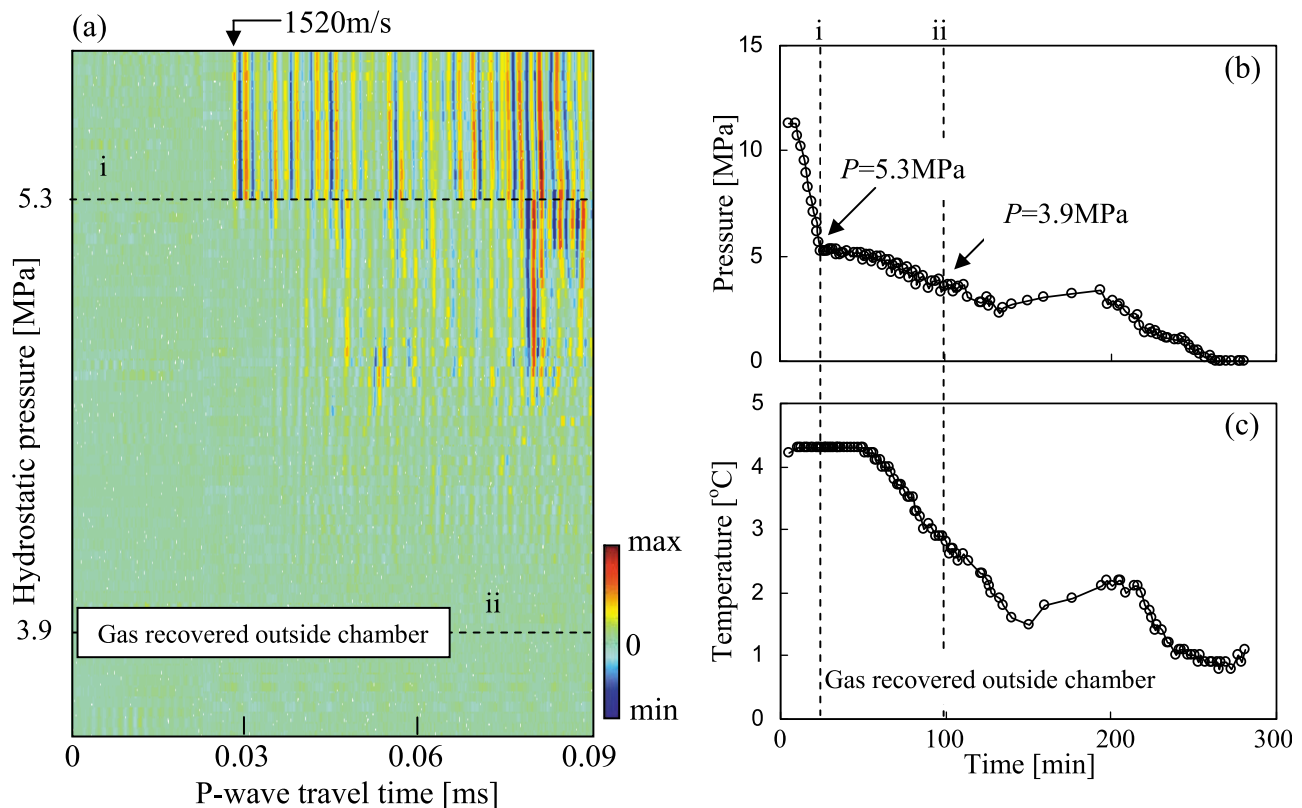 (a)
1520m/s
i
5.3
Hydrostatic pressure [MPa]
ii
3.9
Gas recovered outside chamber
max
0
min
0
0.03
0.06
0.09
P-wave travel time [ms]
i
ii
15
(b)
10
P=5.3MPa
P=3.9MPa
5
0
Pressure [MPa]
5
(c)
4
3
2
1
0
Temperature [°C]
Gas recovered outside chamber
0
100
200
300
Time [min]